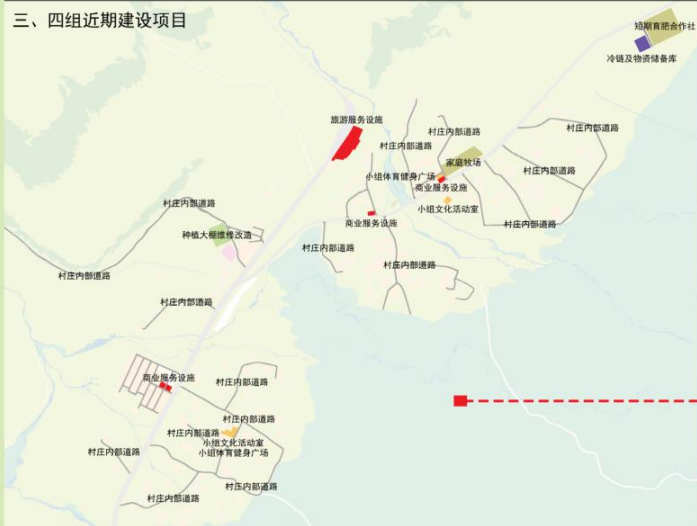 三、四组近期建设项目
短期育肥合作社
冷链及物资储备库
旅游服务设施
村庄内部道路
村庄内部道路
村庄内部道路
家庭牧场
村庄内部道路
小组体育健身广场
商业服务设施
小组文化活动室
村庄内部道路
种植大棚维修改造
商业服务设施
村庄内部道路
村庄内部道路
村庄内部道路
村庄内部道路
村庄内部道路
商业服务设施
村庄内部道路
村庄内部道路
村庄内部道路
小组文化活动室
小组体育健身广场
村庄内部道路
村庄内部道路
村庄内部道路